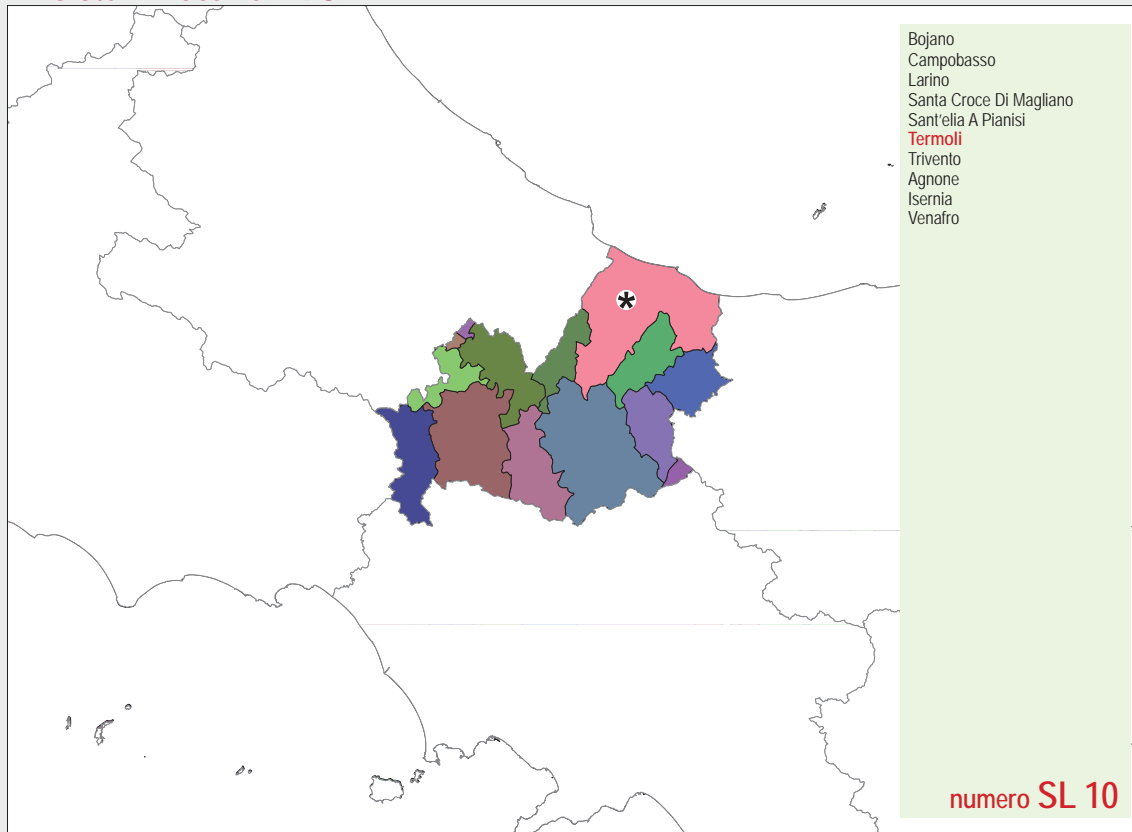 Bojano
Campobasso
Larino
Santa Croce Di Magliano
Sant'elia A Pianisi
Termoli
Trivento
Agnone
Isernia
Venafro
*
numero SL 10